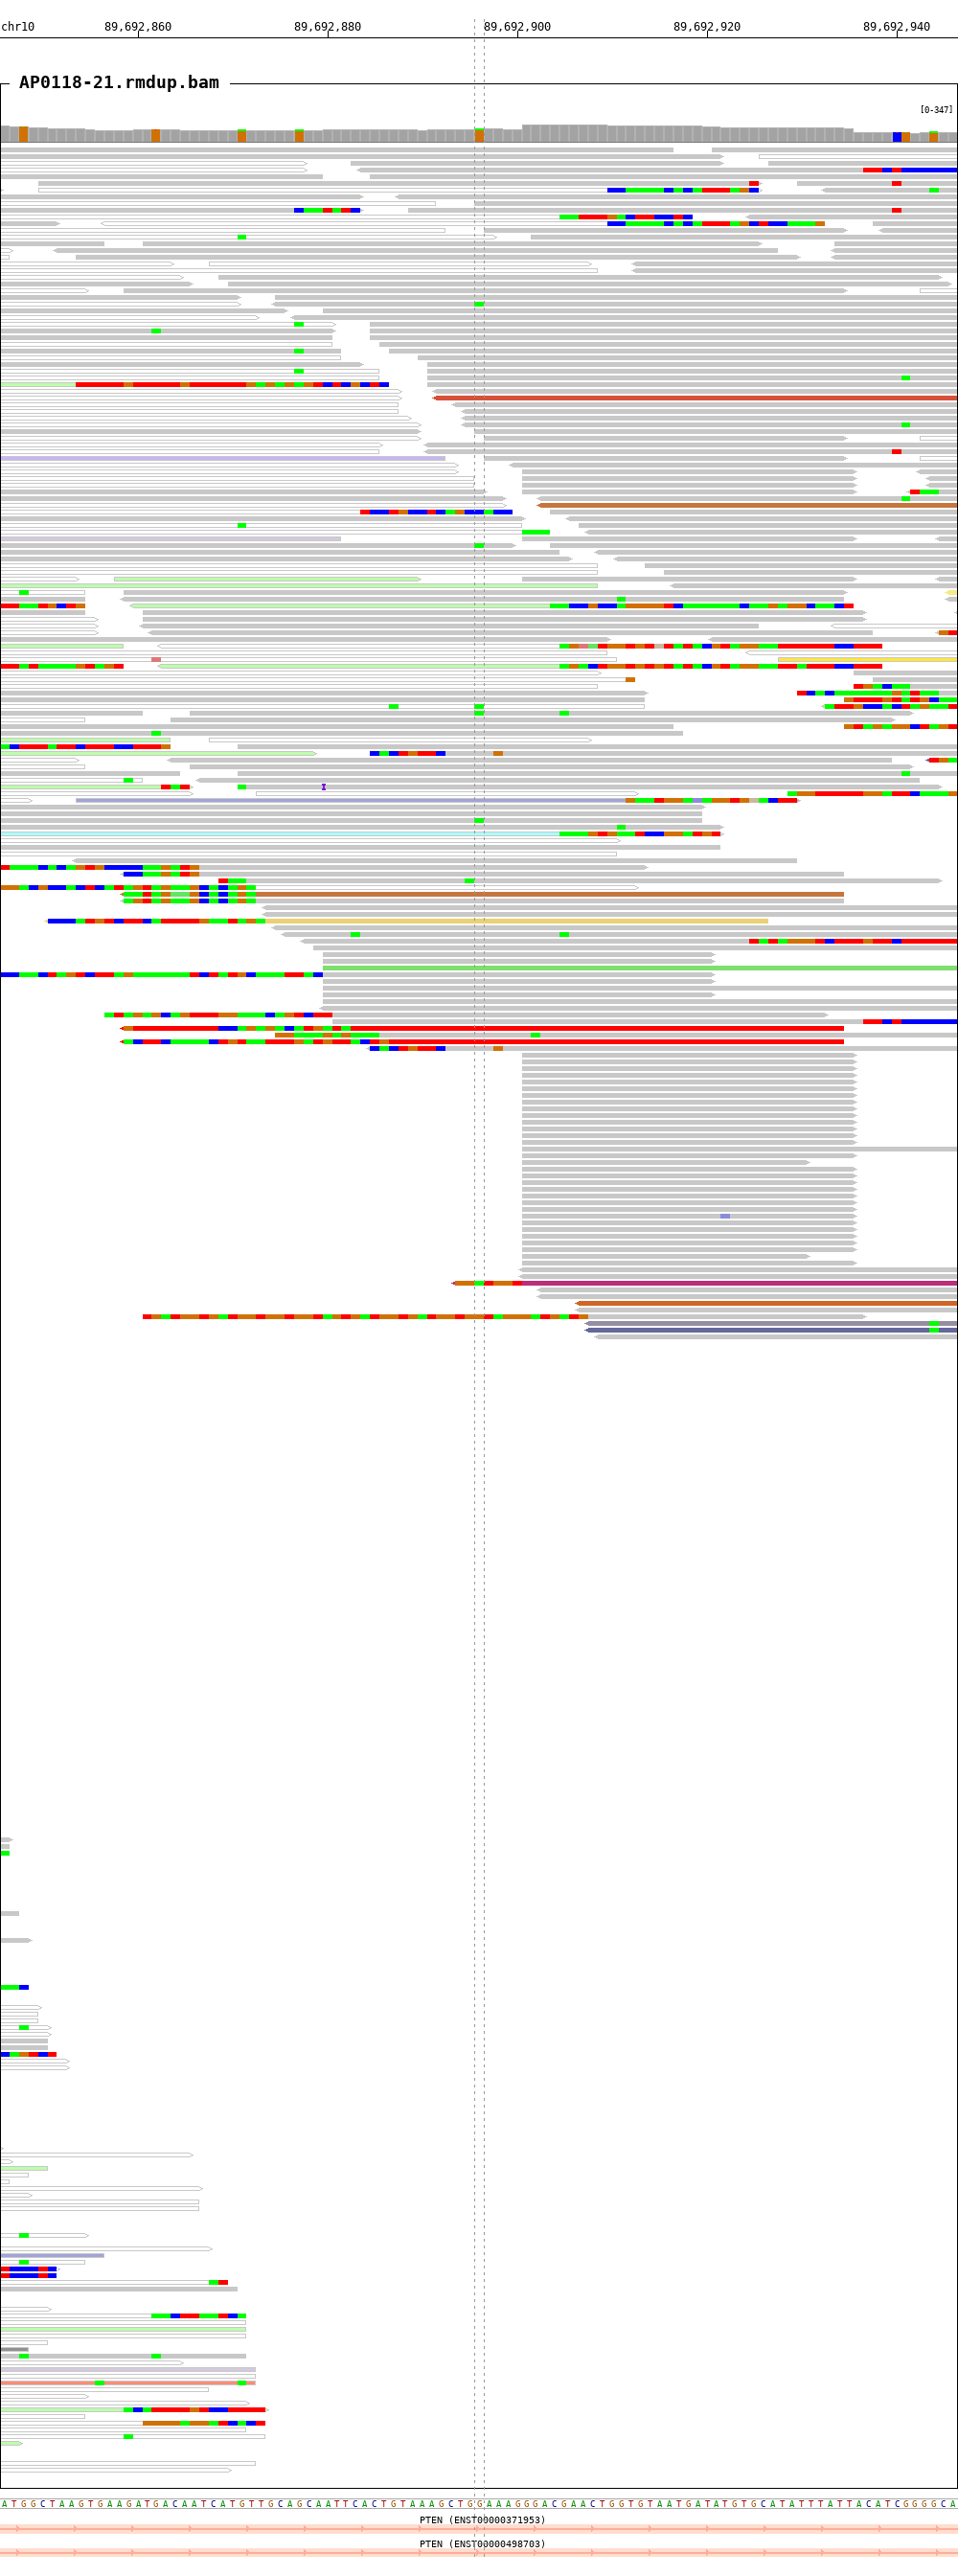 chr10 89,692,860 89,692,880 89,692,900 89,692,920 89,692,940
AP0118-21.rmdup.bam
[0-347]
A T G G C T A A G T G A A G A T G A C A A T C A T G T T G C A G C A A T T C A C T G T A A A G C T G G A A A G G G A C G A A C T G G T G T A A T G A T A T G T G C A T A T T T A T T A C A T C G G G G C A
PTEN (ENST00000371953)
PTEN (ENST00000498703)